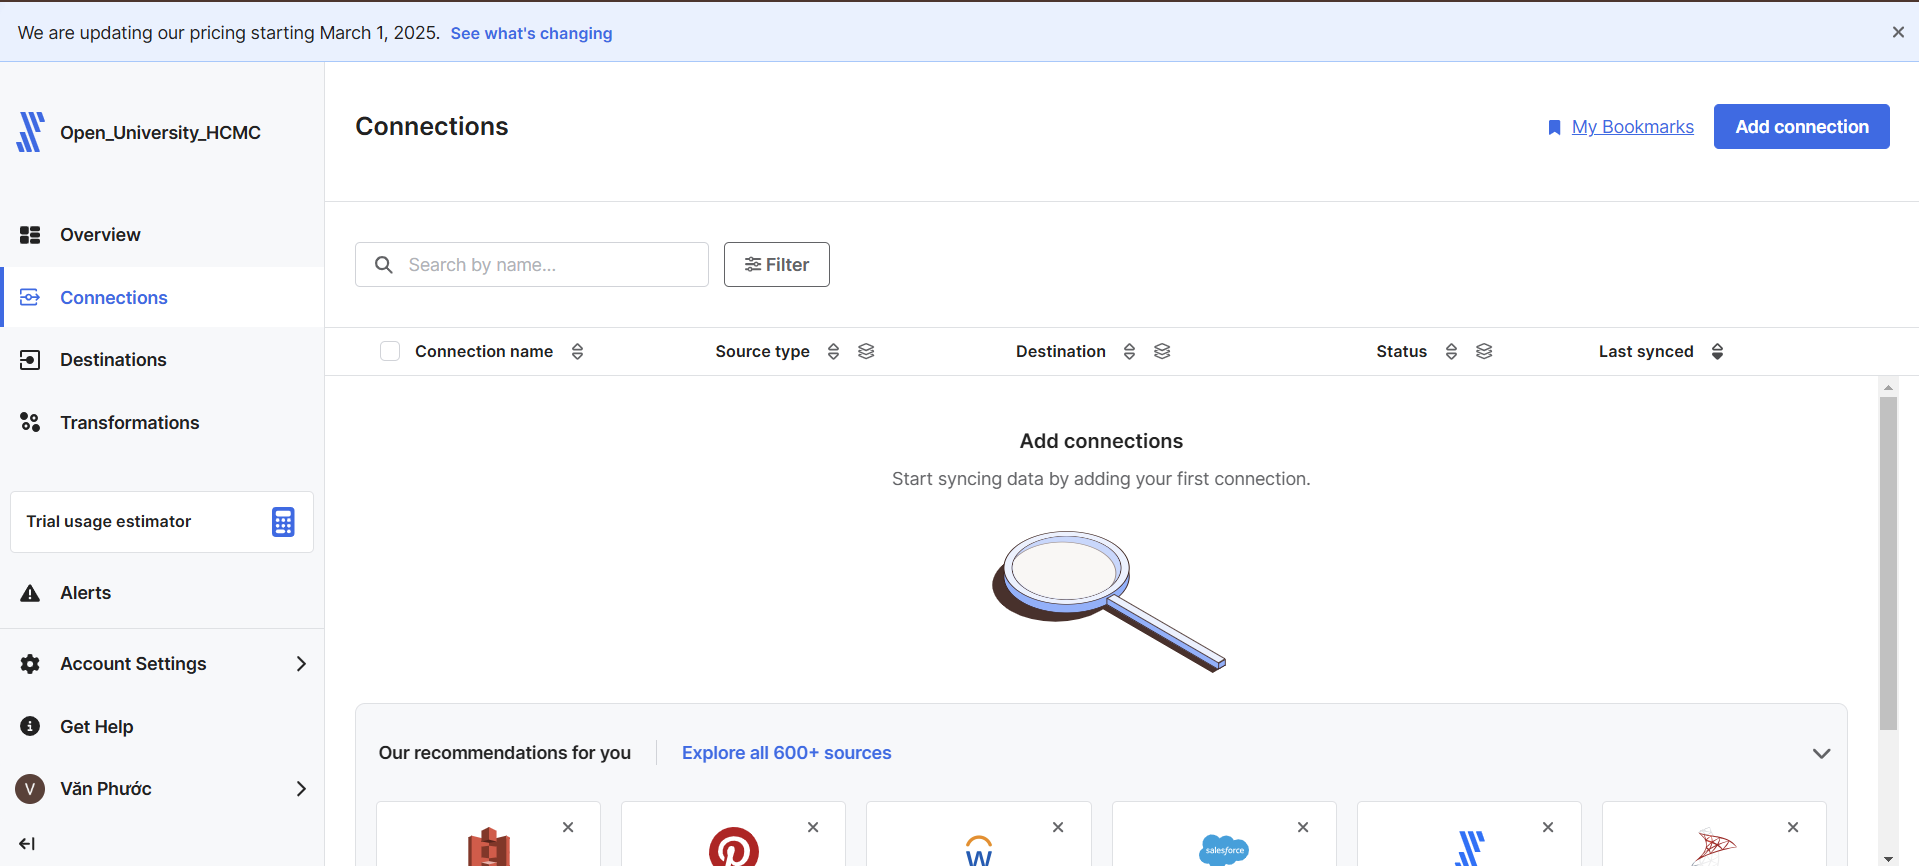 We are updating our pricing starting March 1, 2025. See what's changing
Open_University_HCMC
Overview
Connections
Destinations
Transformations
Trial usage estimator
Alerts
Account Settings
Get Help
V Văn Phước
Connections
My Bookmarks
Add connection
Search by name...
Filter
Connection name Source type Destination Status Last synced
Add connections
Start syncing data by adding your first connection.
Our recommendations for you Explore all 600+ sources
salesforce